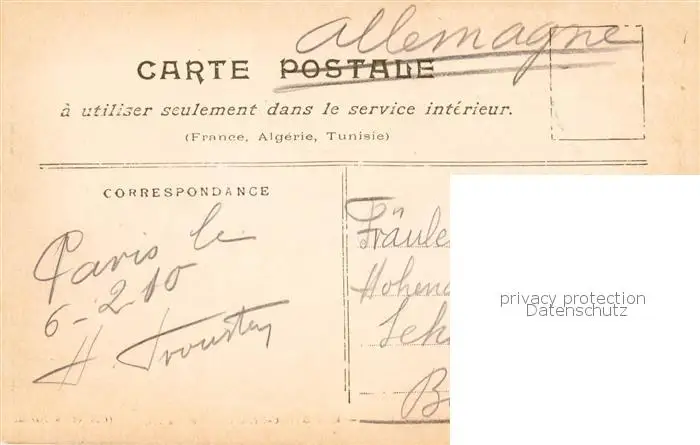 Allemagne
CARTE POSTALE
à utiliser seulement dans le service intérieur.
(France, Algérie, Tunisie)
CORRESPONDANCE
Paris le
6-2 10
H.
Fräule
Hohen
privacy protection
Datenschutz